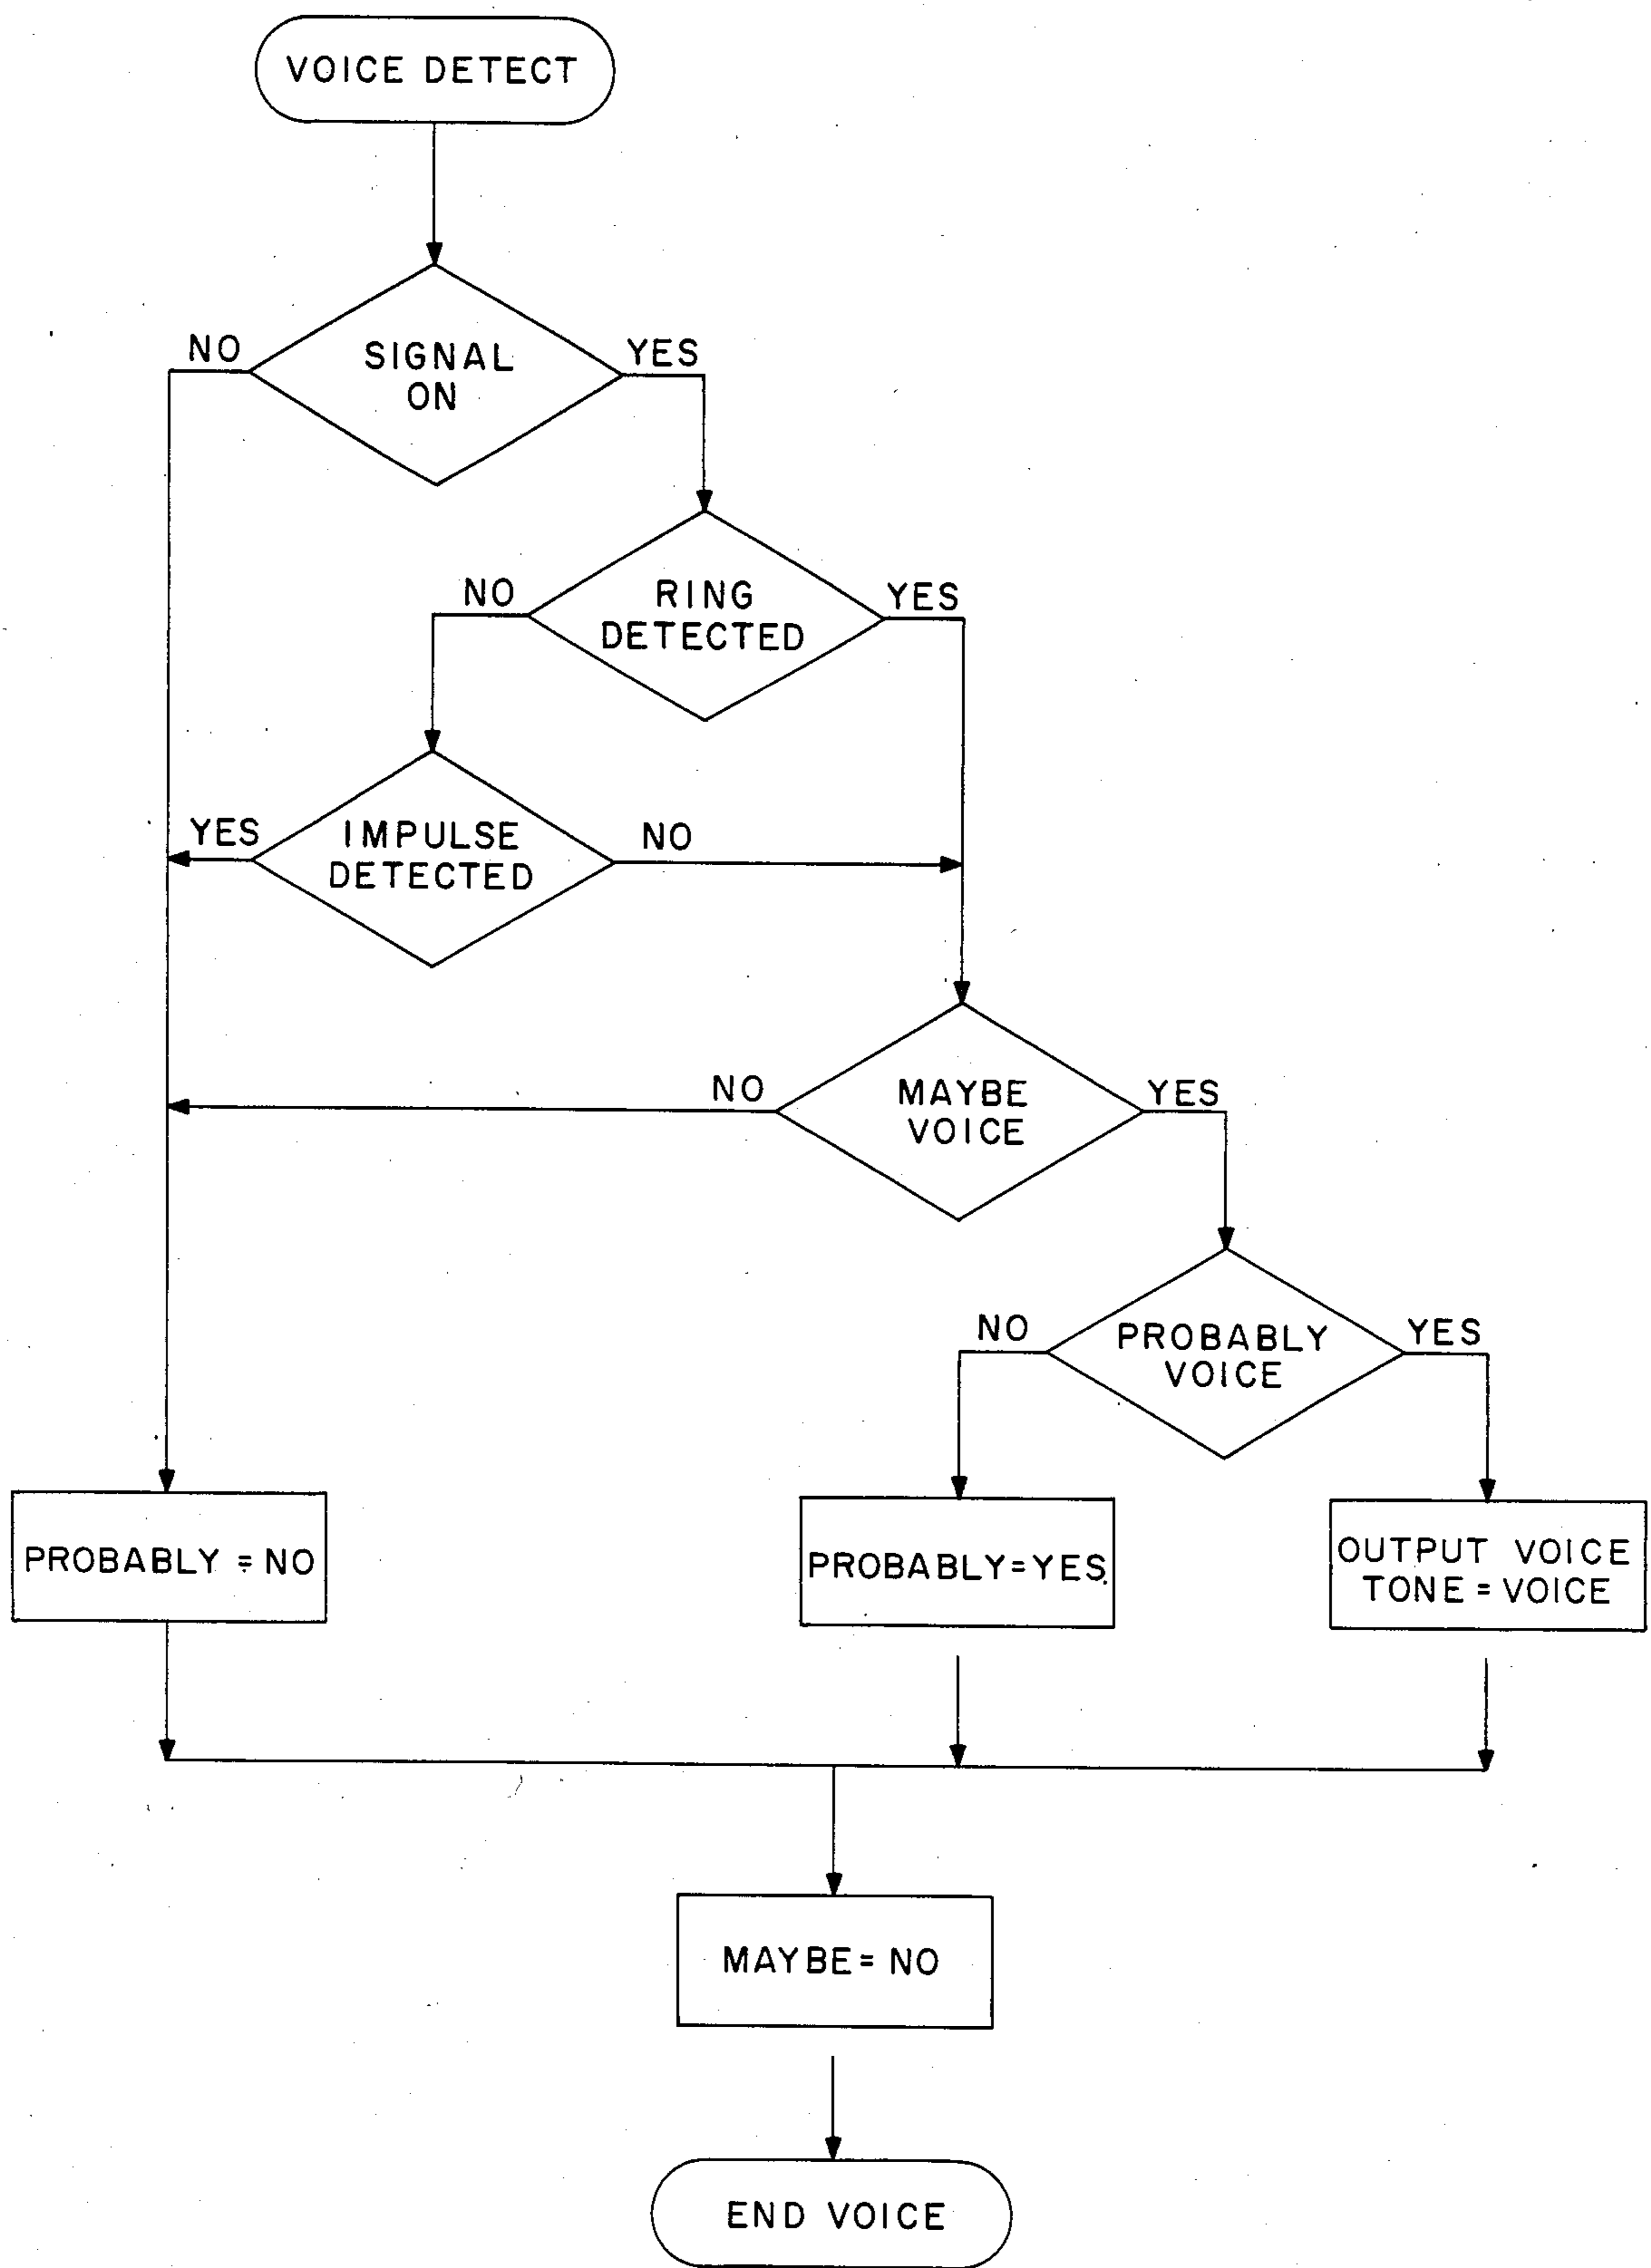 VOICE DETECT
NO
SIGNAL
ON
YES
NO
RING
DETECTED
YES
YES
IMPULSE
DETECTED
NO
NO
MAYBE
VOICE
YES
NO
PROBABLY
VOICE
YES
PROBABLY = NO
PROBABLY=YES
OUTPUT VOICE
TONE = VOICE
MAYBE = NO
END VOICE